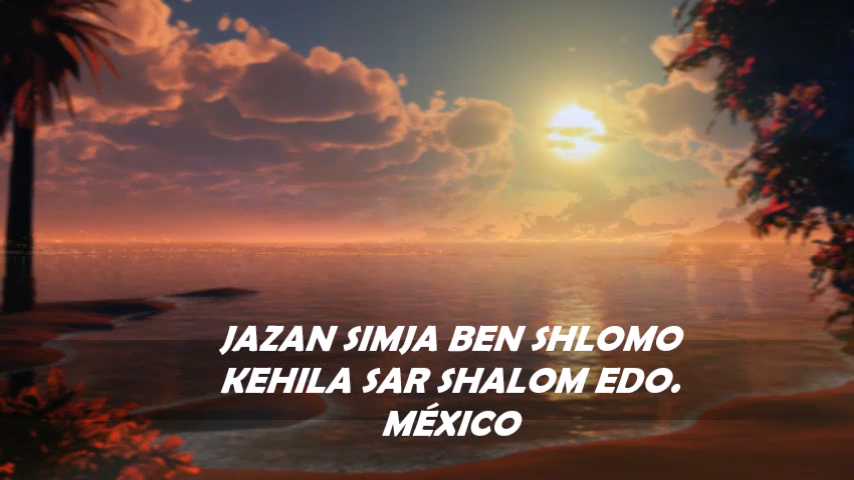 JAZAN SIMJA BEN SHLOMO
KEHILA SAR SHALOM EDO.
MÉXICO